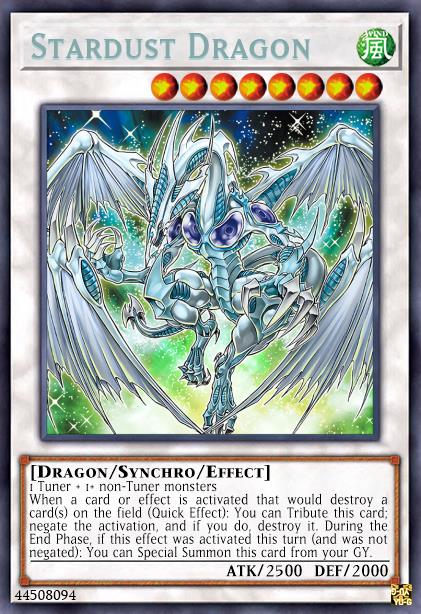 Stardust Dragon
WIND
風
[Dragon/Synchro/Effect]
1 Tuner + 1+ non-Tuner monsters
When a card or effect is activated that would destroy a
card(s) on the field (Quick Effect): You can Tribute this card;
negate the activation, and if you do, destroy it. During the
End Phase, if this effect was activated this turn (and was not
negated): You can Special Summon this card from your GY.
ATK/2500 DEF/2000
44508094